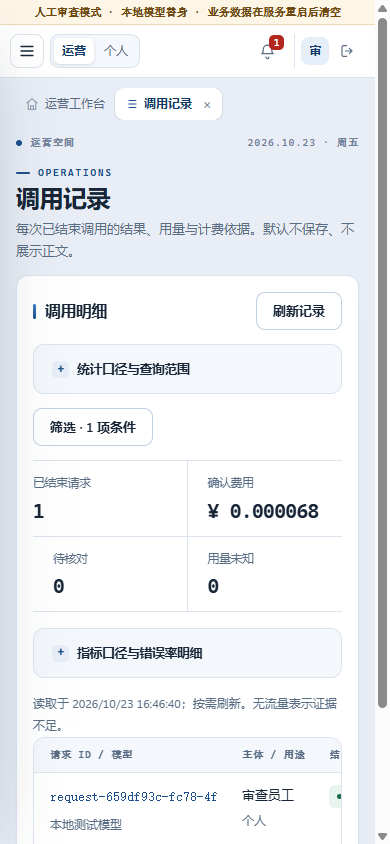 人工审查模式 · 本地模型替身 · 业务数据在服务重启后清空
运营 个人 1 审
运营工作台 调用记录 ×
运营空间 2026.10.23 · 周五
OPERATIONS
调用记录
每次已结束调用的结果、用量与计费依据。默认不保存、不
展示正文。
调用明细 刷新记录
+ 统计口径与查询范围
筛选 · 1 项条件
已结束请求 确认费用
1 ¥ 0.000068
待核对 用量未知
0 0
+ 指标口径与错误率明细
读取于 2026/10/23 16:46:40；按需刷新。无流量表示证据
不足。
请求 ID / 模型 主体 / 用途 结
request-659df93c-fc78-4f 审查员工
本地测试模型 个人